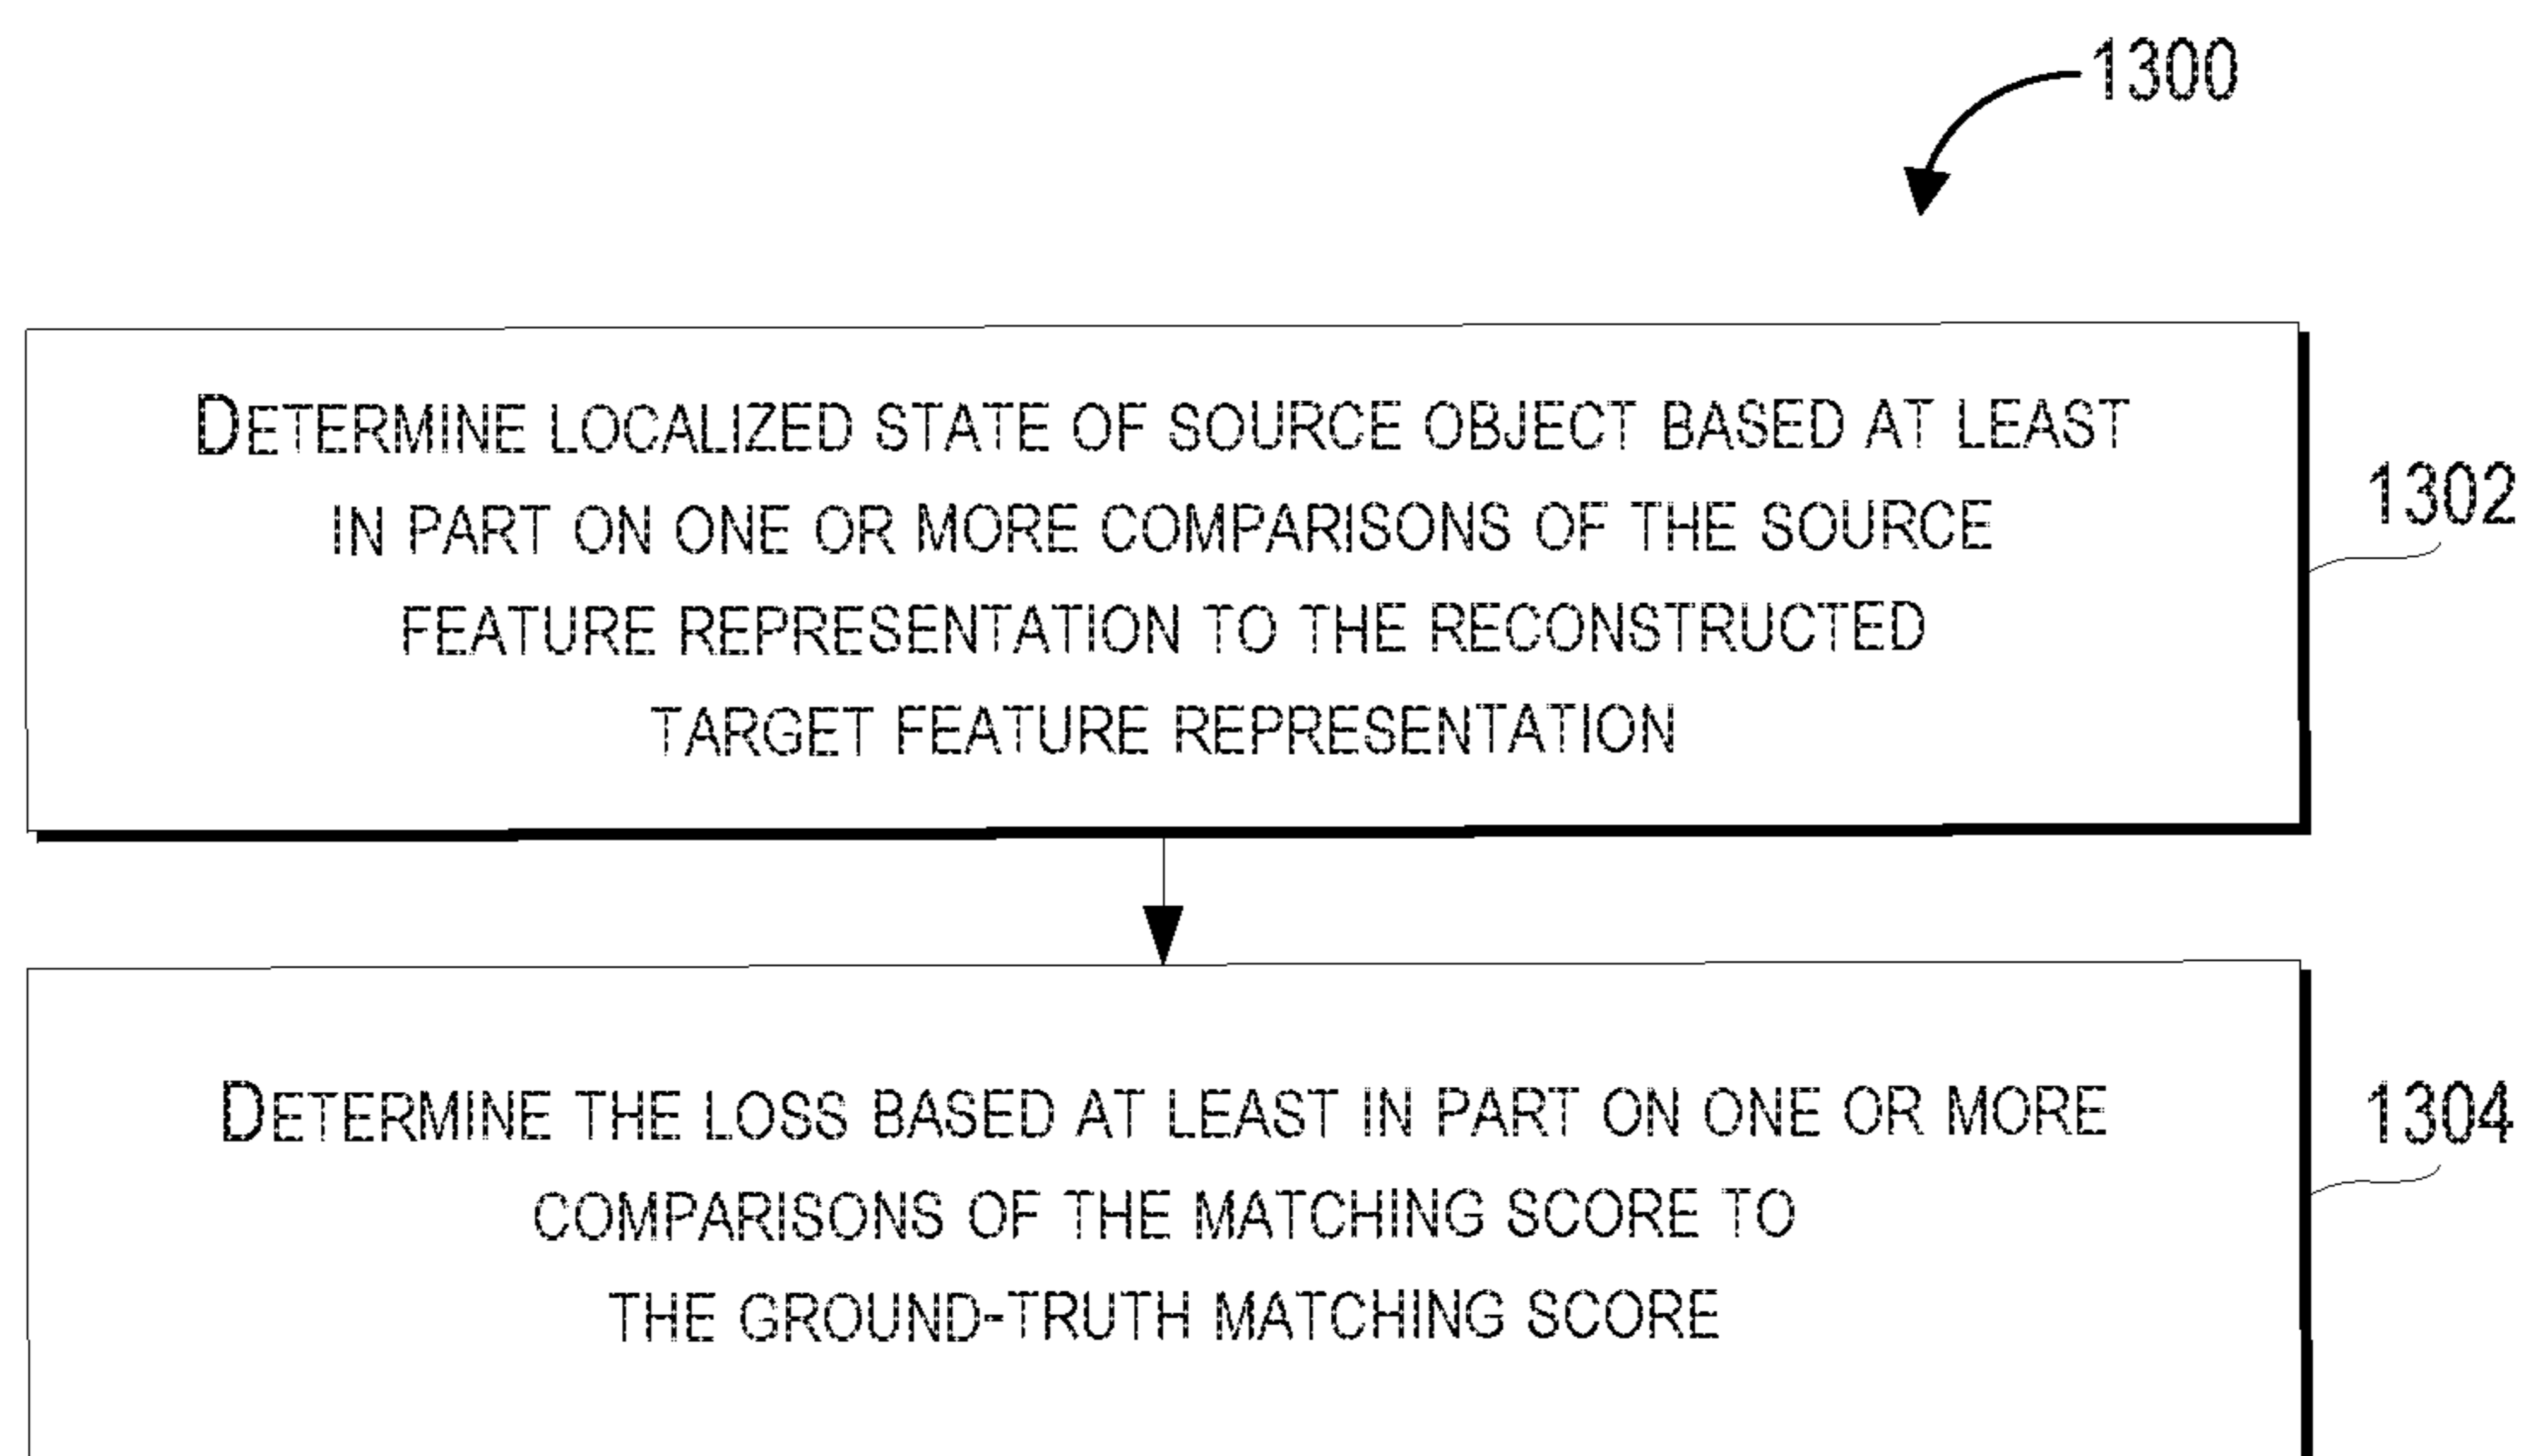 1300
DETERMINE LOCALIZED STATE OF SOURCE OBJECT BASED AT LEAST
IN PART ON ONE OR MORE COMPARISONS OF THE SOURCE
FEATURE REPRESENTATION TO THE RECONSTRUCTED
TARGET FEATURE REPRESENTATION
1302
DETERMINE THE LOSS BASED AT LEAST IN PART ON ONE OR MORE
COMPARISONS OF THE MATCHING SCORE TO
THE GROUND-TRUTH MATCHING SCORE
1304